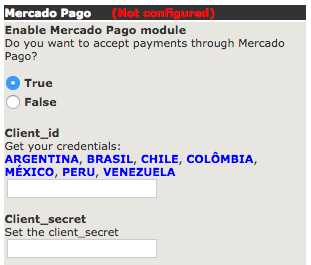 Mercado Pago (Not configured)
Enable Mercado Pago module
Do you want to accept payments through Mercado
Pago?
True
False
Client_id
Get your credentials:
ARGENTINA, BRASIL, CHILE, COLÔMBIA,
MÉXICO, PERU, VENEZUELA
Client_secret
Set the client_secret